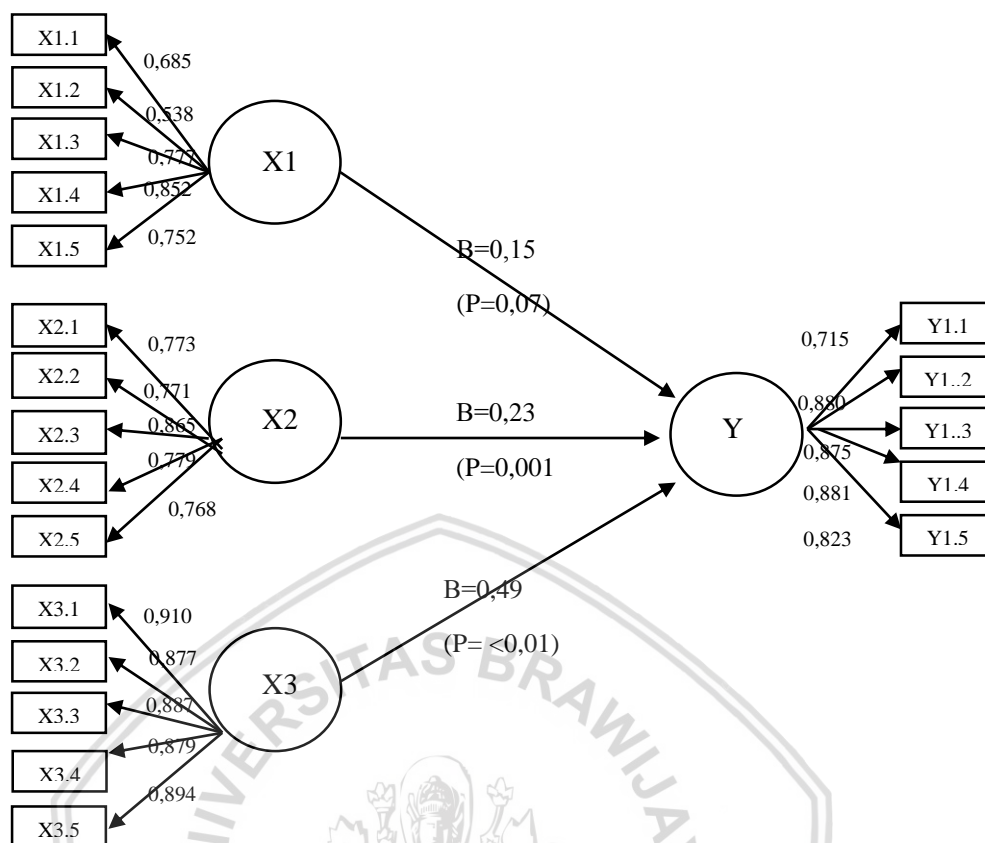 X1.1
0,685
X1.2
0,538
X1.3
0,777
X1.4
0,852
X1.5
0,752
X1
B=0,15
(P=0,07)
X2.1
0,773
X2.2
0,771
X2.3
0,865
X2.4
0,779
X2.5
0,768
X2
B=0,23
(P=0,001
X3.1
0,910
X3.2
0,877
X3.3
0,887
X3.4
0,879
X3.5
0,894
X3
B=0,49
(P= <0,01)
Y
0,715
Y1.1
0,880
Y1..2
0,875
Y1..3
0,881
Y1.4
0,823
Y1.5
UNIVERSITAS BRAWIJAYA